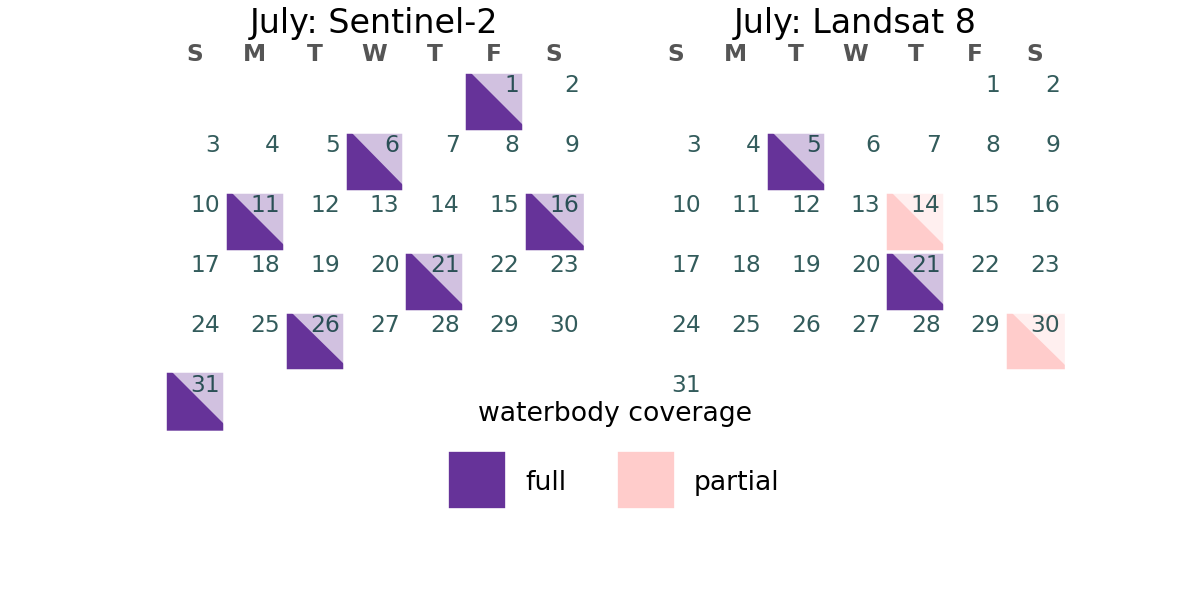 July: Sentinel-2
S M T W T F S
1 2
3 4 5 6 7 8 9
10 11 12 13 14 15 16
17 18 19 20 21 22 23
24 25 26 27 28 29 30
31
July: Landsat 8
S M T W T F S
1 2
3 4 5 6 7 8 9
10 11 12 13 14 15 16
17 18 19 20 21 22 23
24 25 26 27 28 29 30
31
waterbody coverage
full partial